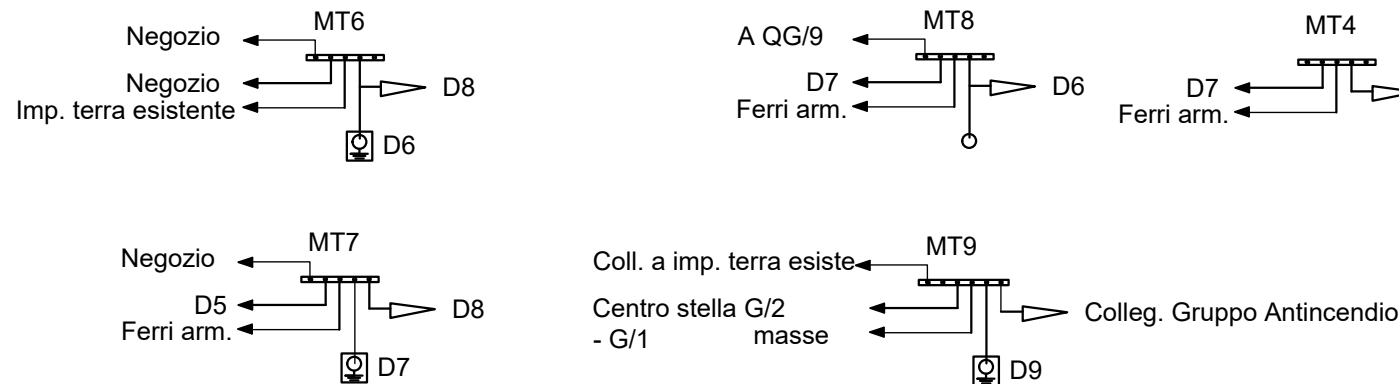 MT6
Negozio
Negozio
D8
Imp. terra esistente
D6
MT8
A QG/9
D7
D6
Ferri arm.
MT4
D7
Ferri arm.
MT7
Negozio
D5
D8
Ferri arm.
D7
MT9
Coll. a imp. terra esiste
Centro stella G/2
- G/1 masse
Colleg. Gruppo Antincendio
D9